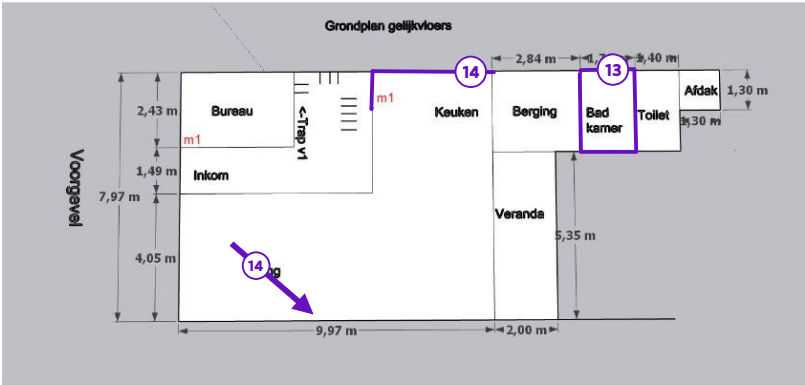 Grondplan gelijkvloers
2,84 m
1,40 m
14
13
m1
2,43 m
Bureau
<-Trap v1
Keuken
Berging
Bad
kamer
Toilet
Afdak
1,30 m
1,30 m
m1
1,49 m
Inkom
Voorgavel
7,97 m
Veranda
5,35 m
4,05 m
14
9,97 m
2,00 m